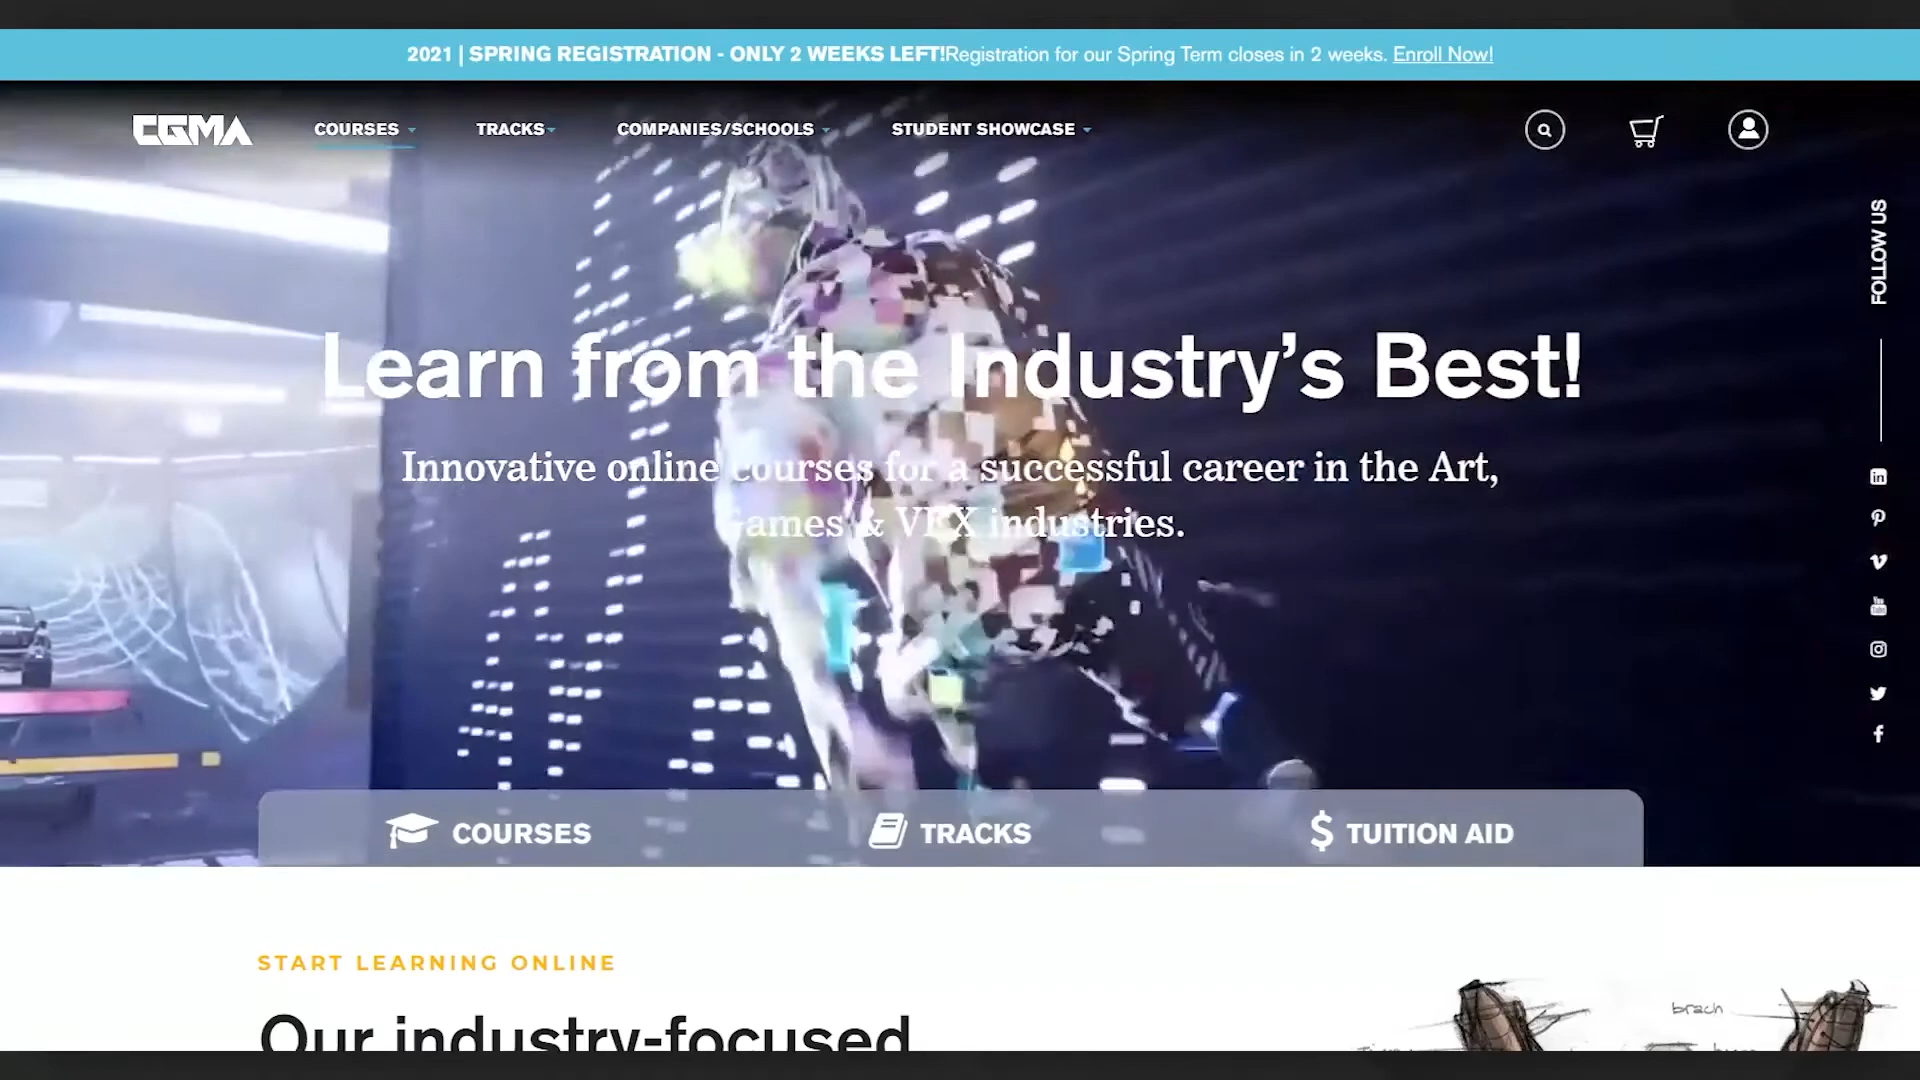 2021 | SPRING REGISTRATION - ONLY 2 WEEKS LEFT!Registration for our Spring Term closes in 2 weeks. Enroll Now!
CGMA COURSES TRACKS COMPANIES/SCHOOLS STUDENT SHOWCASE
FOLLOW US
Learn from the Industry's Best!
Innovative online courses for a successful career in the Art,
Games & VFX industries.
COURSES TRACKS TUITION AID
START LEARNING ONLINE
Our industry-focused
brach